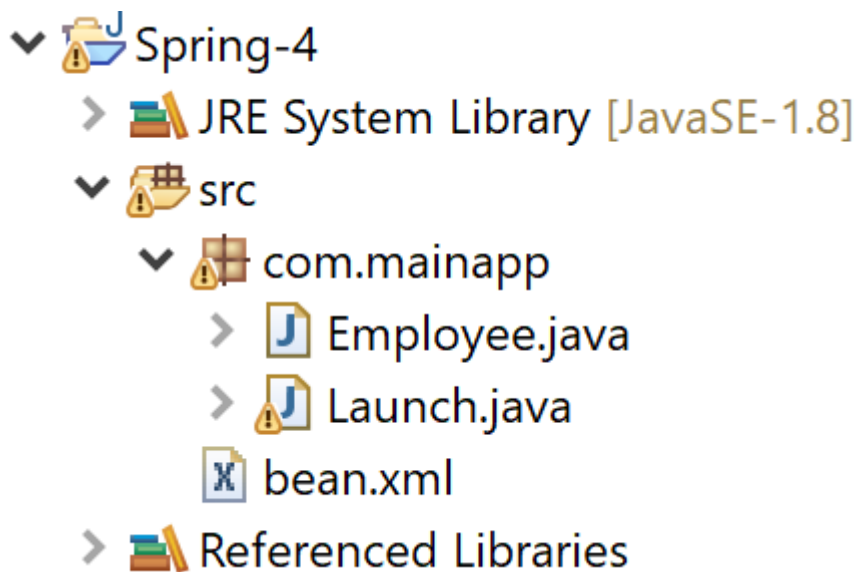 Spring-4
JRE System Library [JavaSE-1.8]
src
com.mainapp
Employee.java
Launch.java
bean.xml
Referenced Libraries